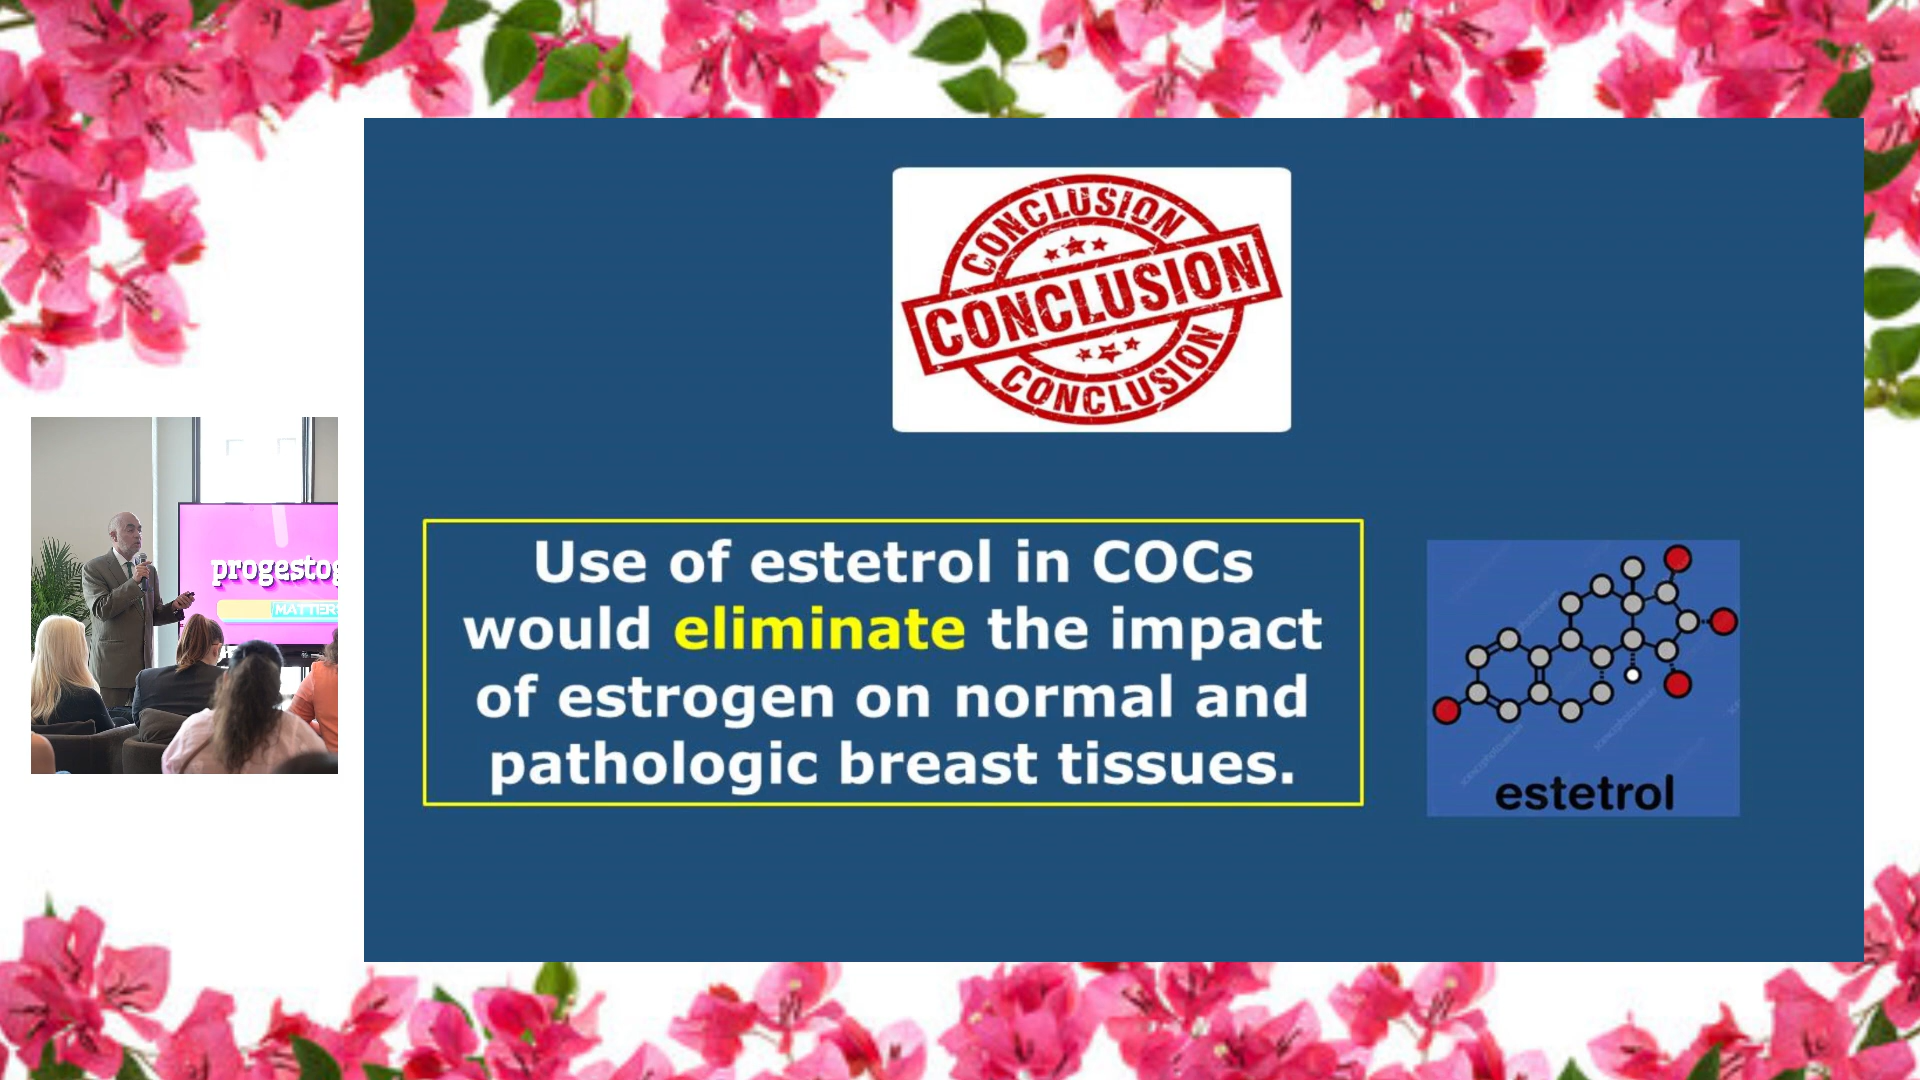 CONCLUSION
CONCLUSION
CONCLUSION
Use of estetrol in COCs
would eliminate the impact
of estrogen on normal and
pathologic breast tissues.
estetrol
progestog
MATTER